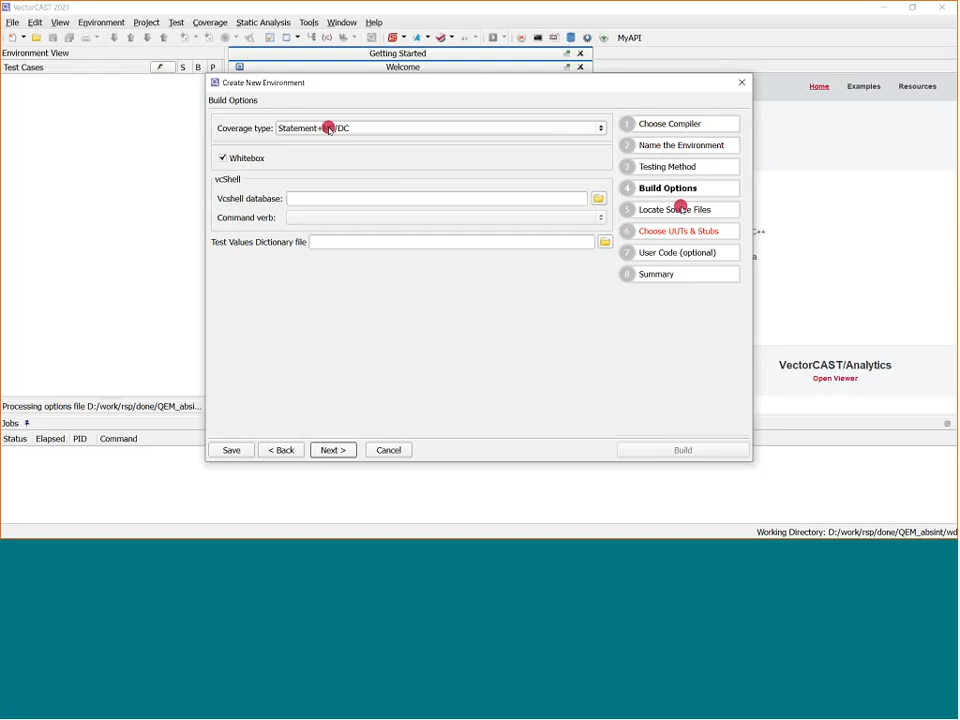 VectorCAST 2021
File Edit View Environment Project Test Coverage Static Analysis Tools Window Help
MyAPI
Environment View
Getting Started
Test Cases S B P
Welcome
Home Examples Resources
Create New Environment
Build Options
Coverage type: Statement+MC/DC
Whitebox
vcShell
Vcshell database:
Command verb:
Test Values Dictionary file
1 Choose Compiler
2 Name the Environment
3 Testing Method
4 Build Options
5 Locate Source Files
6 Choose UUTs & Stubs
7 User Code (optional)
8 Summary
C++
a
VectorCAST/Analytics
Open Viewer
Processing options file D:/work/rsp/done/QEM_absi...
Jobs
Status Elapsed PID Command
Save < Back Next > Cancel Build
Working Directory: D:/work/rsp/done/QEM_absint/wd